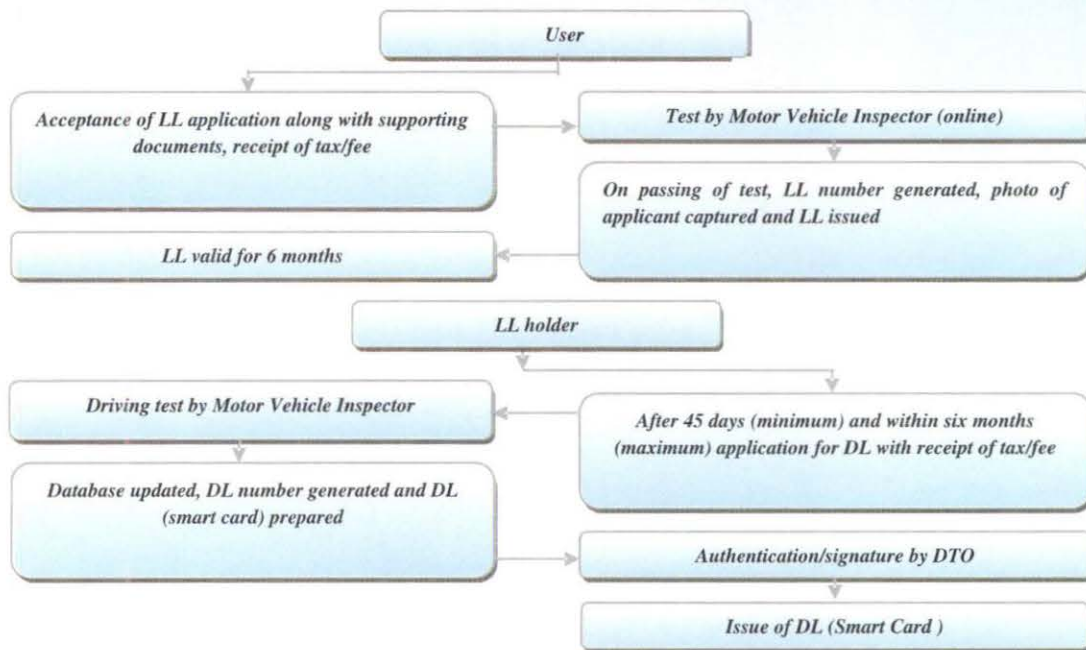 User
Acceptance of LL application along with supporting
documents, receipt of tax/fee
Test by Motor Vehicle Inspector (online)
On passing of test, LL number generated, photo of
applicant captured and LL issued
LL valid for 6 months
LL holder
After 45 days (minimum) and within six months
(maximum) application for DL with receipt of tax/fee
Driving test by Motor Vehicle Inspector
Database updated, DL number generated and DL
(smart card) prepared
Authentication/signature by DTO
Issue of DL (Smart Card )